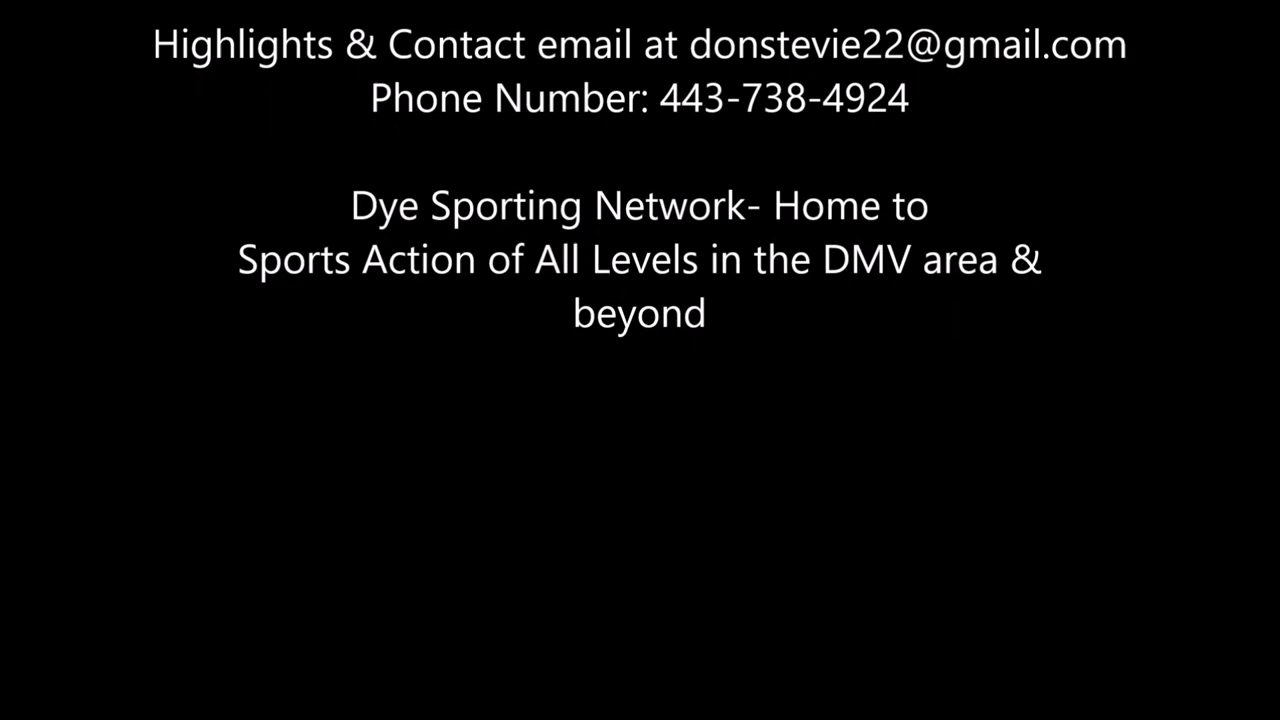 Highlights & Contact email at donstevie22@gmail.com
Phone Number: 443-738-4924
Dye Sporting Network- Home to
Sports Action of All Levels in the DMV area &
beyond